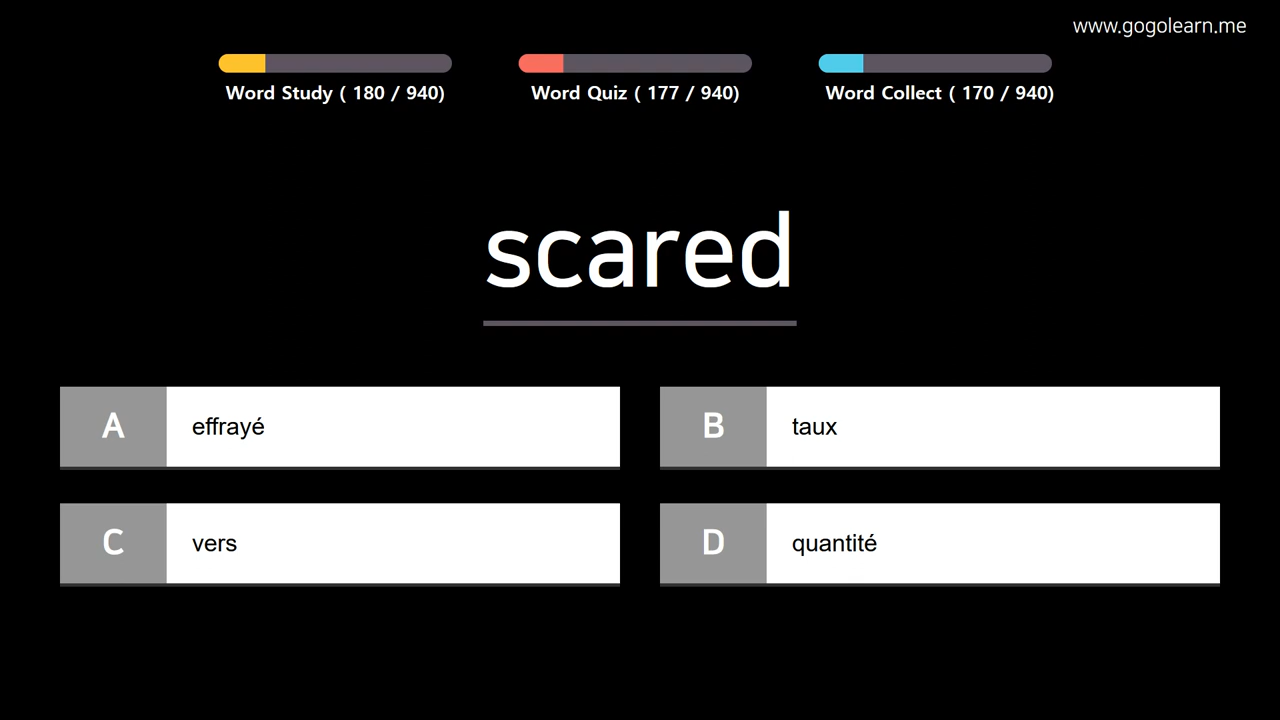 www.gogolearn.me
Word Study ( 180 / 940)
Word Quiz ( 177 / 940)
Word Collect ( 170 / 940)
scared
A effrayé
B taux
C vers
D quantité